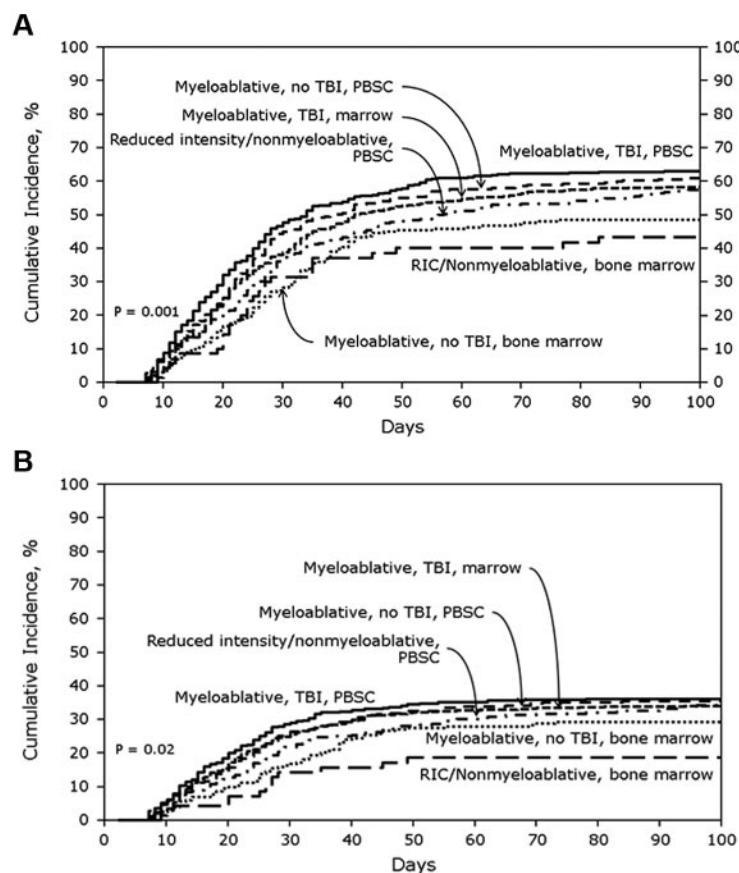 A
100
90
80
70
60
50
40
30
20
10
0
100
90
80
70
60
50
40
30
20
10
0
Cumulative Incidence, %
Myeloablative, no TBI, PBSC
Myeloablative, TBI, marrow
Reduced intensity/nonmyeloablative,
PBSC
Myeloablative, TBI, PBSC
RIC/Nonmyeloablative, bone marrow
P = 0.001
Myeloablative, no TBI, bone marrow
0 10 20 30 40 50 60 70 80 90 100
Days
B
100
90
80
70
60
50
40
30
20
10
0
Cumulative Incidence, %
Myeloablative, TBI, marrow
Myeloablative, no TBI, PBSC
Reduced intensity/nonmyeloablative,
PBSC
Myeloablative, TBI, PBSC
Myeloablative, no TBI, bone marrow
P = 0.02
RIC/Nonmyeloablative, bone marrow
0 10 20 30 40 50 60 70 80 90 100
Days